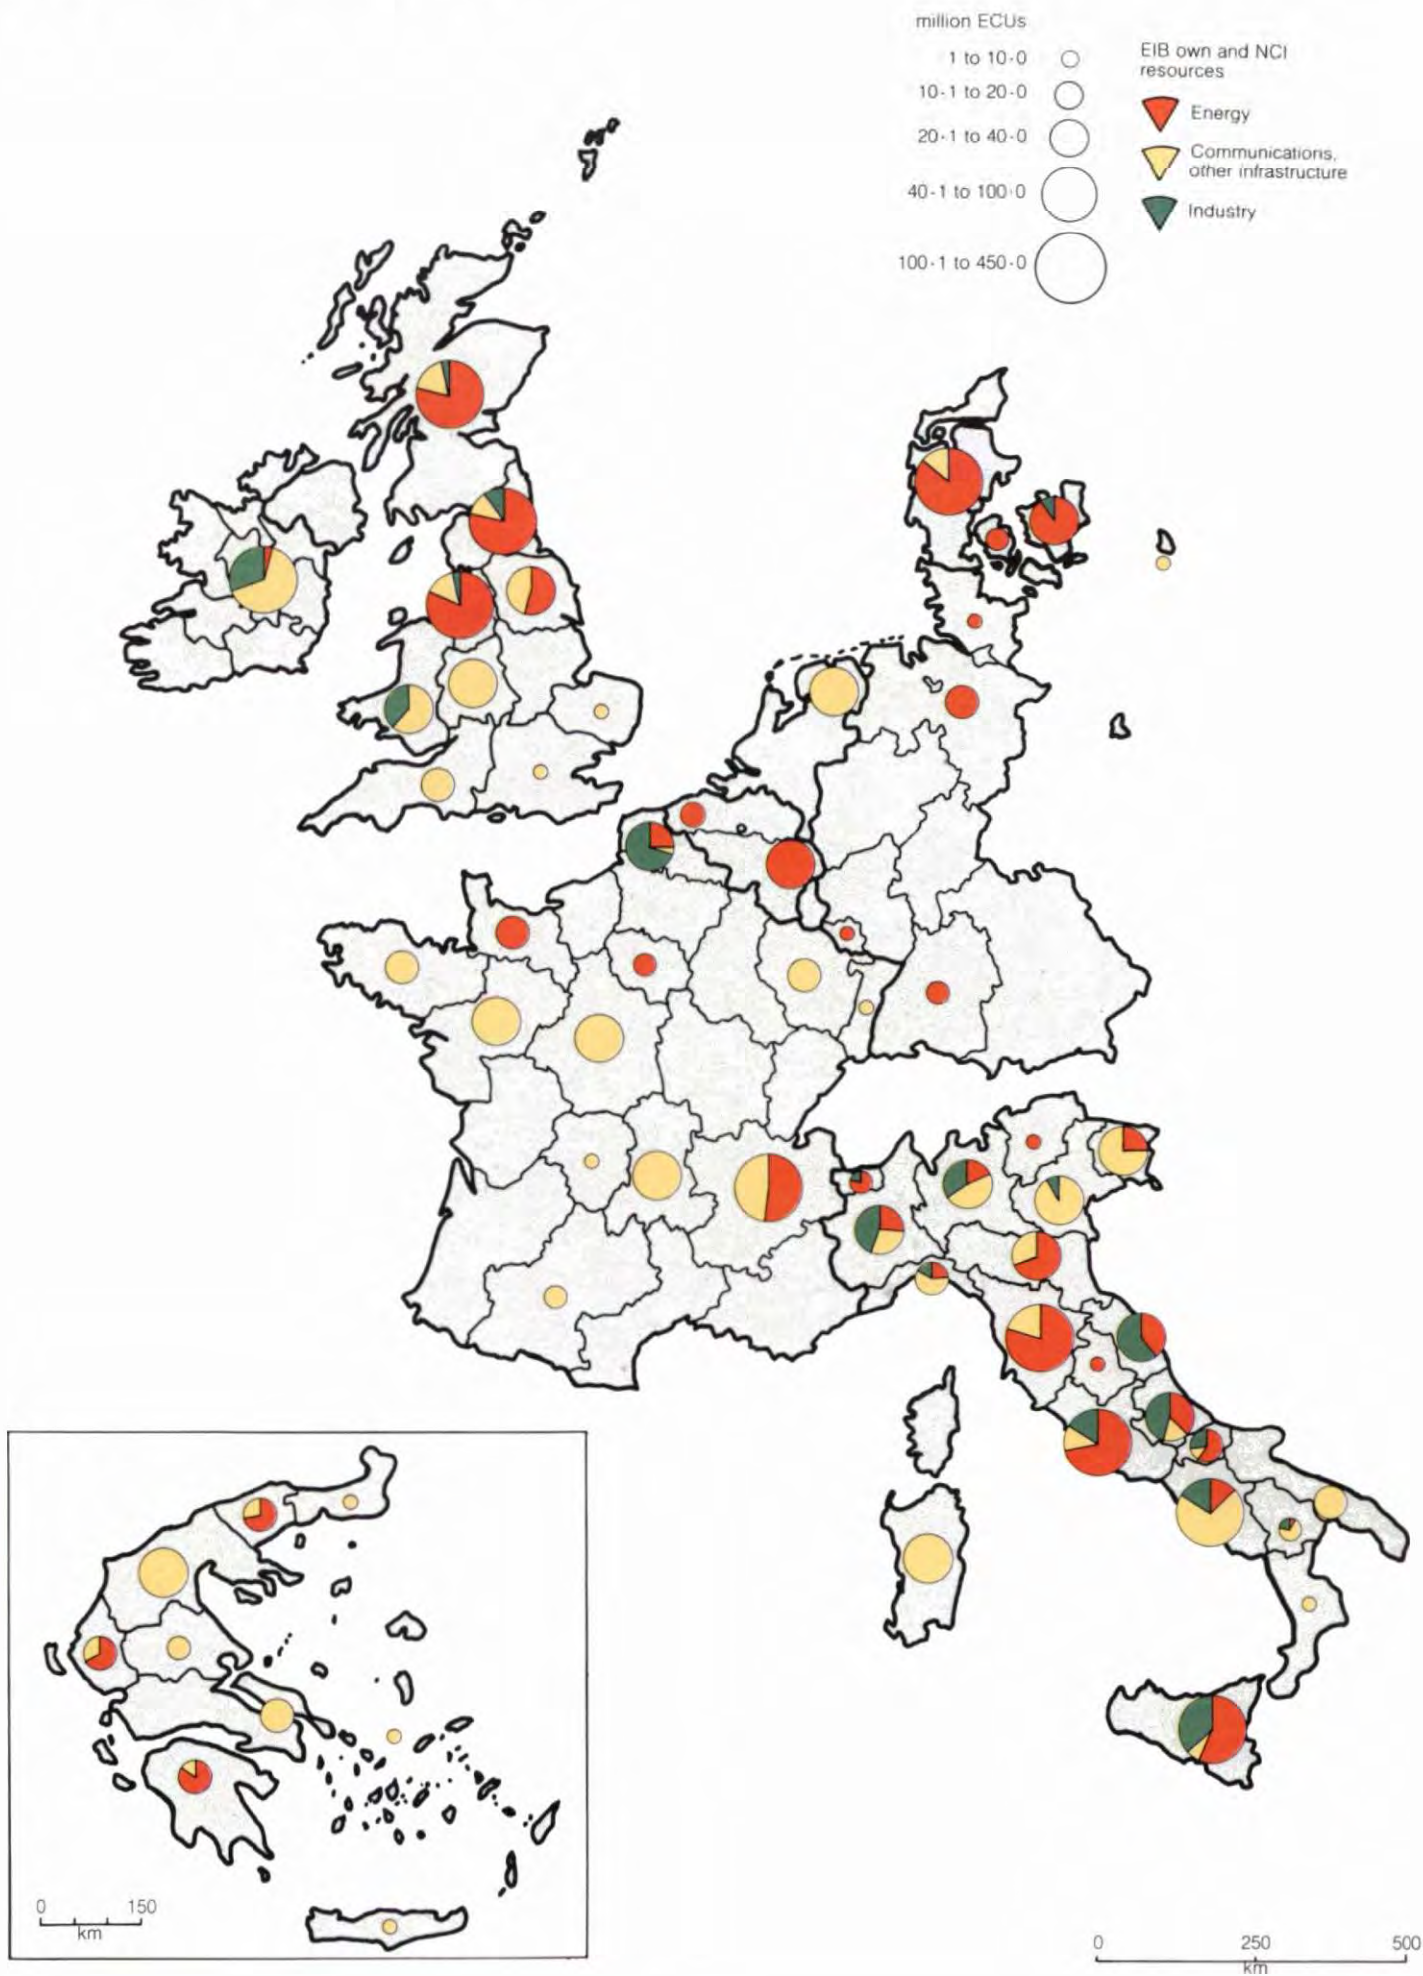 million ECUs
1 to 10·0
10·1 to 20·0
20·1 to 40·0
40·1 to 100·0
100·1 to 450·0
EIB own and NCI
resources
Energy
Communications,
other infrastructure
Industry
0 150
km
0 250 500
km